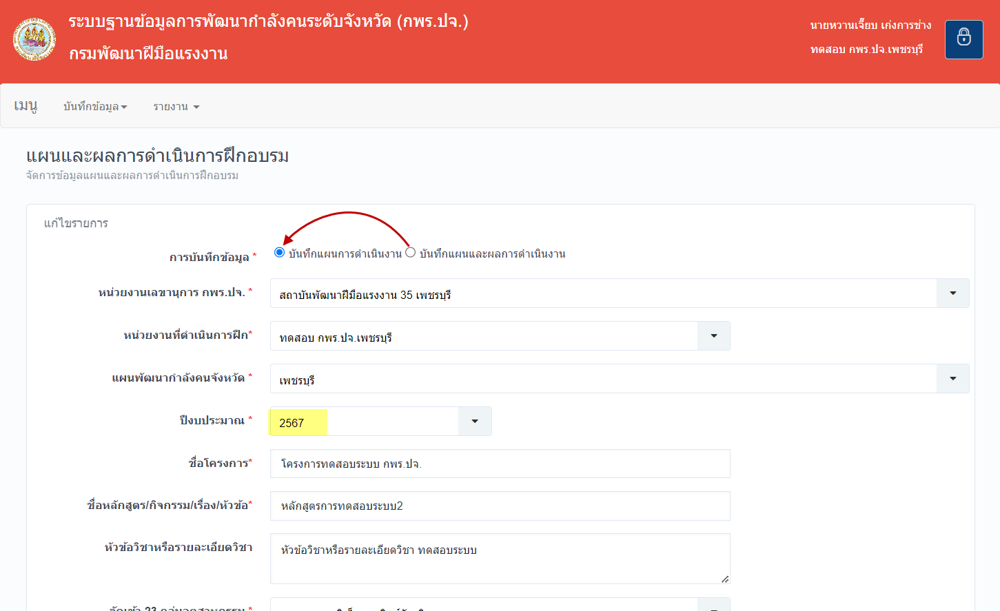 ระบบฐานข้อมูลการพัฒนากำลังคนระดับจังหวัด (กพร.ปจ.)
กรมพัฒนาฝีมือแรงงาน
นายหวานเจี๊ยบ เก่งการช่าง
ทดสอบ กพร.ปจ.เพชรบุรี
เมนู บันทึกข้อมูล รายงาน
แผนและผลการดำเนินการฝึกอบรม
จัดการข้อมูลแผนและผลการดำเนินการฝึกอบรม
แก้ไขรายการ
การบันทึกข้อมูล * บันทึกแผนการดำเนินงาน บันทึกแผนและผลการดำเนินงาน
หน่วยงานเลขานุการ กพร.ปจ. * สถาบันพัฒนาฝีมือแรงงาน 35 เพชรบุรี
หน่วยงานที่ดำเนินการฝึก* ทดสอบ กพร.ปจ.เพชรบุรี
แผนพัฒนากำลังคนจังหวัด * เพชรบุรี
ปีงบประมาณ * 2567
ชื่อโครงการ* โครงการทดสอบระบบ กพร.ปจ.
ชื่อหลักสูตร/กิจกรรม/เรื่อง/หัวข้อ* หลักสูตรการทดสอบระบบ2
หัวข้อวิชาหรือรายละเอียดวิชา หัวข้อวิชาหรือรายละเอียดวิชา ทดสอบระบบ
23 กลุ่มอุตสาหกรรม *